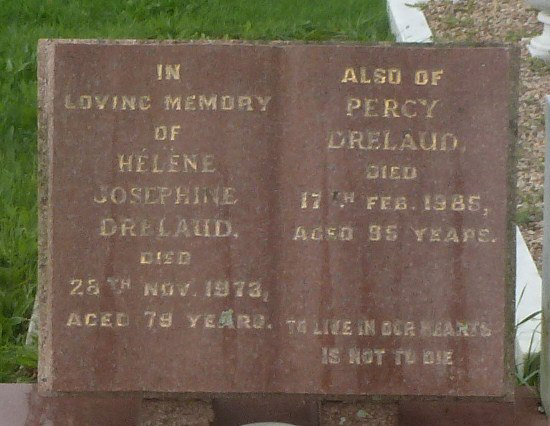 IN
LOVING MEMORY
OF
HÉLÈNE
JOSEPHINE
DRELAUD.
DIED
28TH NOV. 1973,
AGED 79 YEARS.
ALSO OF
PERCY
DRELAUD.
DIED
17TH FEB. 1985,
AGED 95 YEARS.
TO LIVE IN OUR HEARTS
IS NOT TO DIE